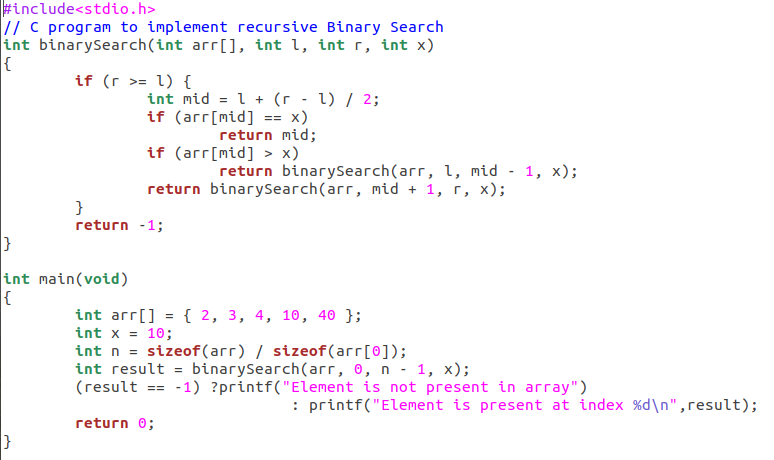 #include<stdio.h>
// C program to implement recursive Binary Search
int binarySearch(int arr[], int l, int r, int x)
{
        if (r >= l) {
                int mid = l + (r - l) / 2;
                if (arr[mid] == x)
                        return mid;
                if (arr[mid] > x)
                        return binarySearch(arr, l, mid - 1, x);
                return binarySearch(arr, mid + 1, r, x);
        }
        return -1;
}

int main(void)
{
        int arr[] = { 2, 3, 4, 10, 40 };
        int x = 10;
        int n = sizeof(arr) / sizeof(arr[0]);
        int result = binarySearch(arr, 0, n - 1, x);
        (result == -1) ?printf("Element is not present in array")
                                : printf("Element is present at index %d\n",result);
        return 0;
}